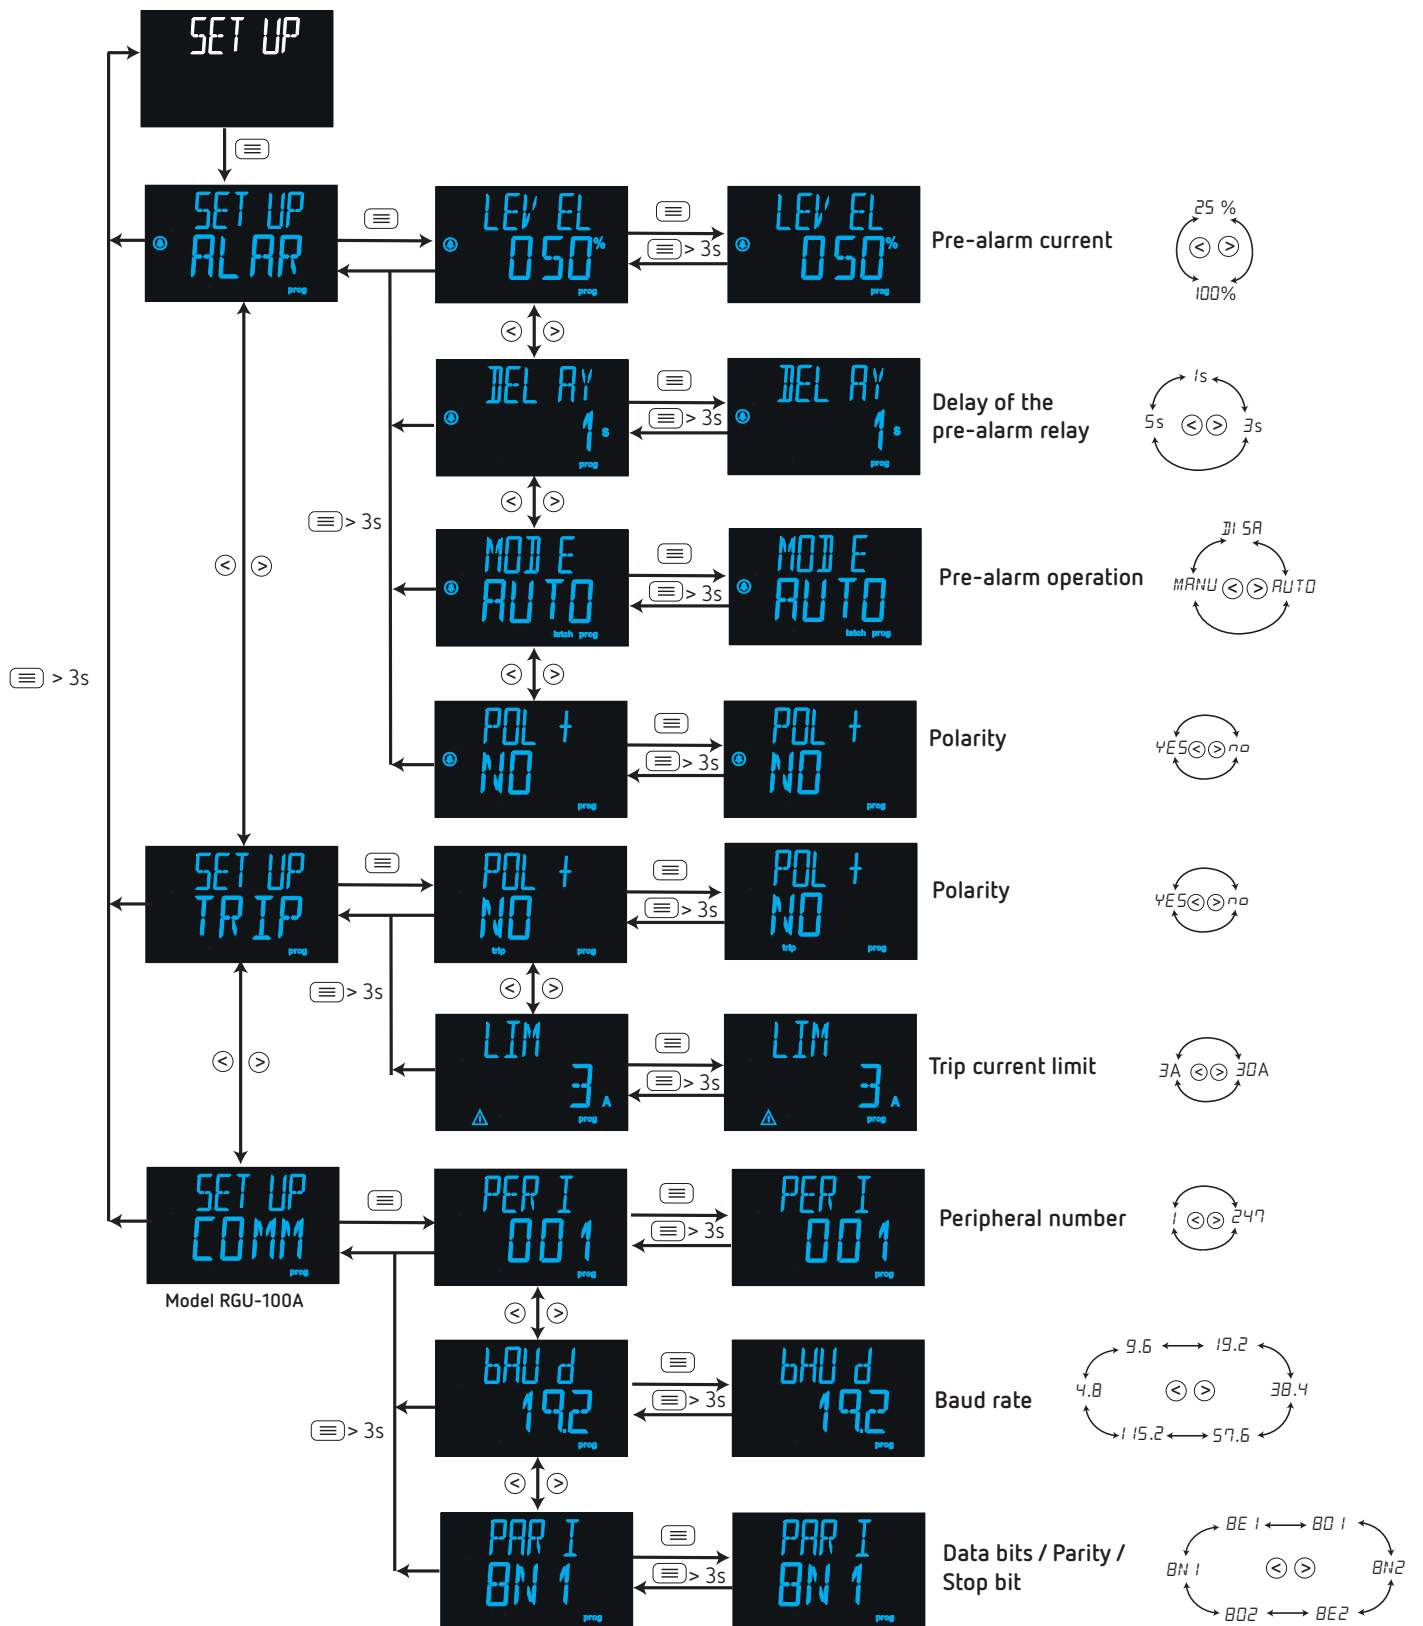 SET UP
SET UP
ALAR
prog
LEV EL
050%
prog
> 3s
LEV EL
050%
prog
Pre-alarm current
25 %
< >
100%
< >
DEL AY
1 s
prog
> 3s
DEL AY
1 s
prog
Delay of the
pre-alarm relay
1s
5s < > 3s
< >
> 3s
MOD E
AUTO
latch prog
> 3s
MOD E
AUTO
latch prog
Pre-alarm operation
DI SA
MANU < > AUTO
< >
< >
> 3s
POL +
NO
prog
> 3s
POL +
NO
prog
Polarity
YES < > no
SET UP
TRIP
prog
POL +
NO
trip prog
> 3s
POL +
NO
trip prog
Polarity
YES < > no
> 3s
< >
< >
LIM
3 A
prog
> 3s
LIM
3 A
prog
Trip current limit
3A < > 30A
SET UP
COMM
prog
Model RGU-100A
PER I
001
prog
> 3s
PER I
001
prog
Peripheral number
1 < > 247
< >
bAU d
19.2
prog
> 3s
bHU d
19.2
prog
Baud rate
9.6 19.2
4.8 < > 38.4
115.2 57.6
> 3s
< >
PAR I
8N 1
prog
> 3s
PAR I
8N 1
prog
Data bits / Parity /
Stop bit
8E 1 8O 1
8N 1 < > 8N2
8O2 8E2